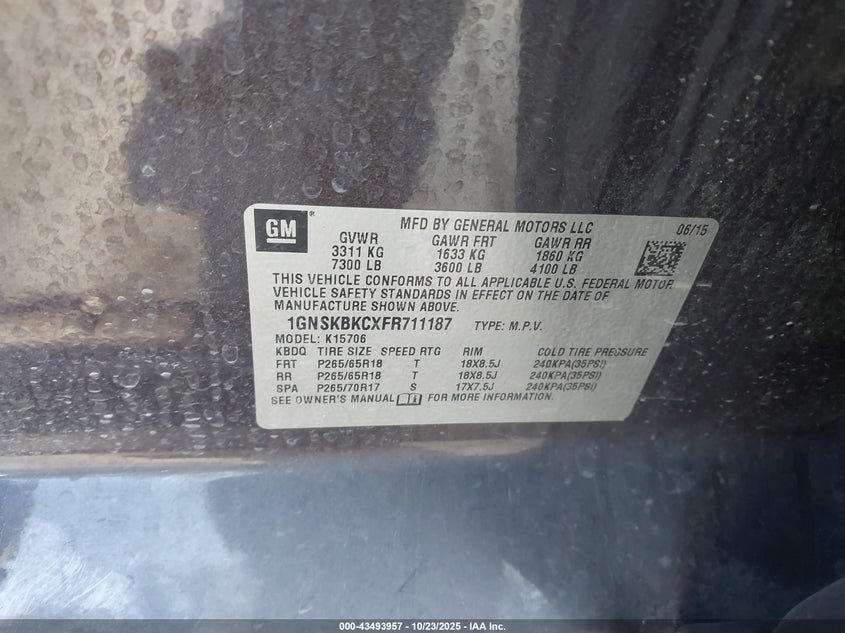 GM® MFD BY GENERAL MOTORS LLC 06/15
GVWR GAWR FRT GAWR RR
3311 KG 1633 KG 1860 KG
7300 LB 3600 LB 4100 LB
THIS VEHICLE CONFORMS TO ALL APPLICABLE U.S. FEDERAL MOTOR
VEHICLE SAFETY STANDARDS IN EFFECT ON THE DATE OF
MANUFACTURE SHOWN ABOVE.
1GNSKBKCXFR711187 TYPE: M.P.V.
MODEL: K15706
KBDQ TIRE SIZE SPEED RTG RIM COLD TIRE PRESSURE
FRT P265/65R18 T 18X8.5J 240KPA(35PSI)
RR P265/65R18 T 18X8.5J 240KPA(35PSI)
SPA P265/70R17 S 17X7.5J 240KPA(35PSI)
SEE OWNER'S MANUAL FOR MORE INFORMATION.
000-43493957 - 10/23/2025 - IAA Inc.